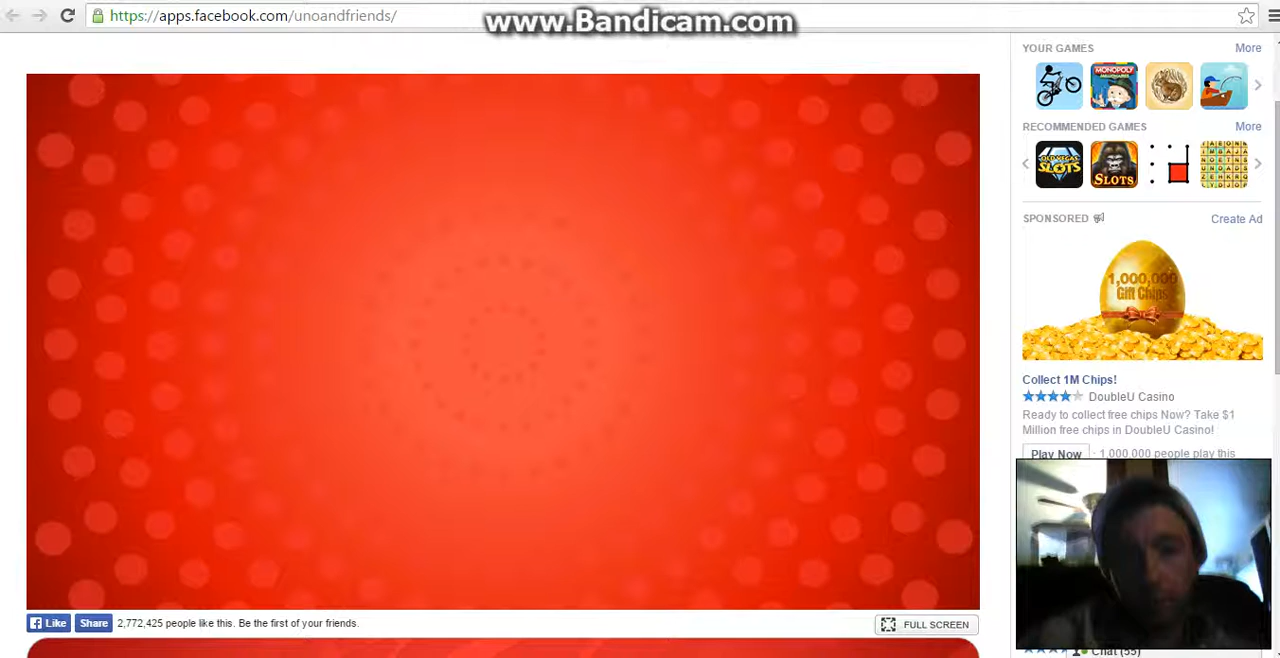 https://apps.facebook.com/unoandfriends/
www.Bandicam.com
YOUR GAMES More
MONOPOLY
RECOMMENDED GAMES More
SLOTS
SLOTS
SPONSORED Create Ad
1,000,000
Gift Chips
Collect 1M Chips!
DoubleU Casino
Ready to collect free chips Now? Take $1
Million free chips in DoubleU Casino!
Play Now · 1,000,000 people play this
Like Share 2,772,425 people like this. Be the first of your friends.
FULL SCREEN
Chat (55)